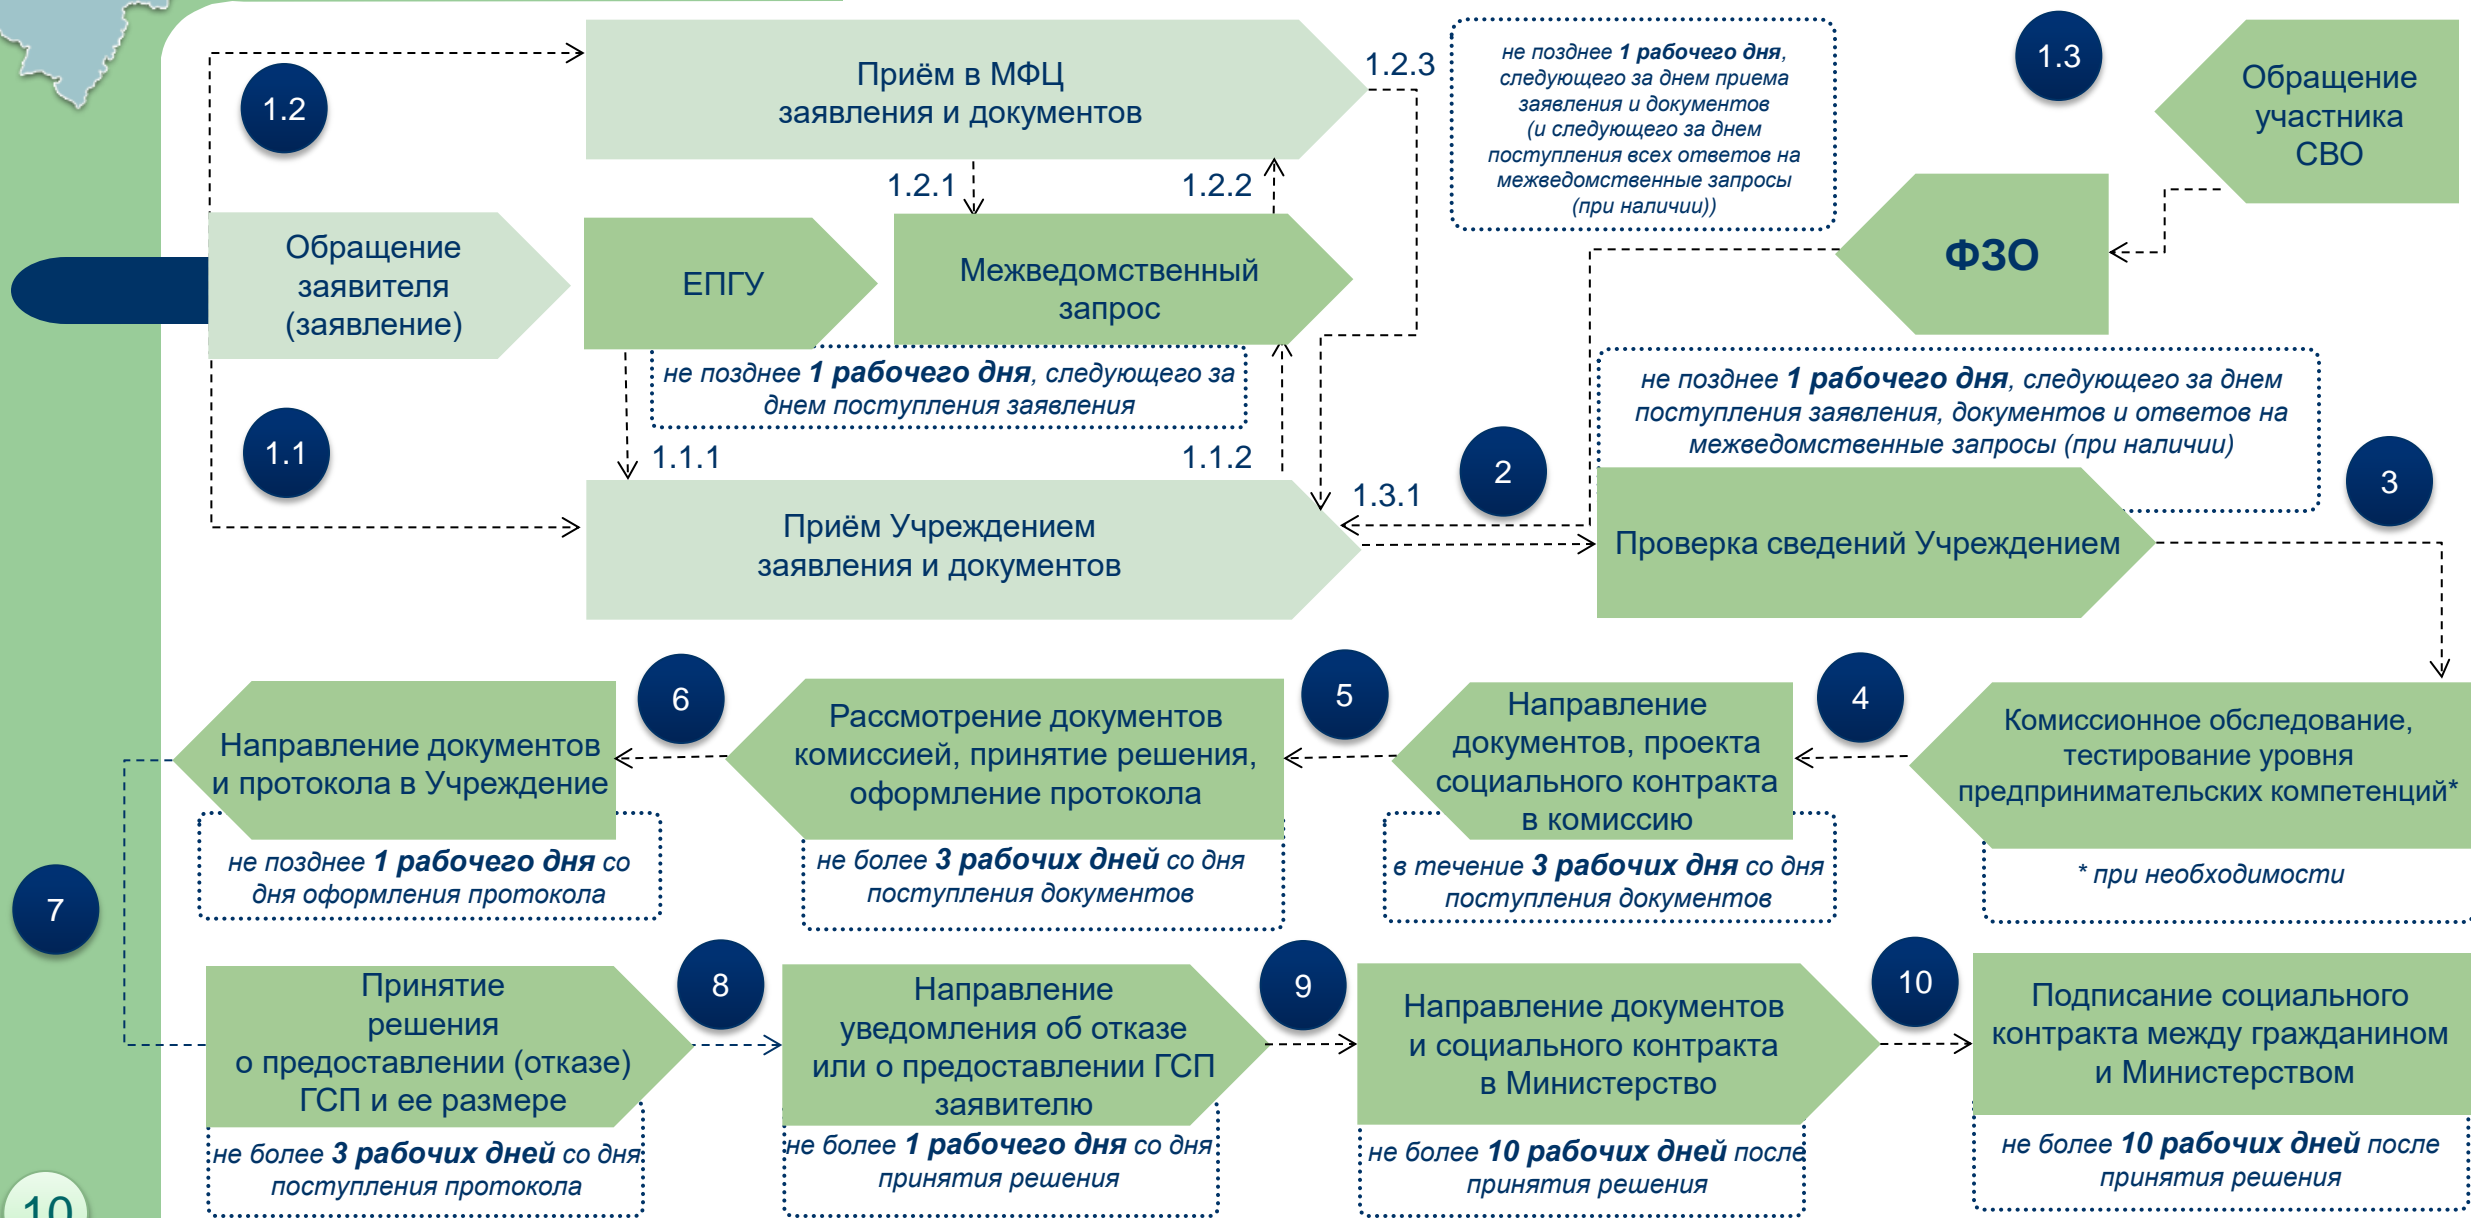 1.2
Приём в МФЦ
заявления и документов
1.2.3
не позднее 1 рабочего дня,
следующего за днем приема
заявления и документов
(и следующего за днем
поступления всех ответов на
межведомственные запросы
(при наличии))
1.3
Обращение
участника
СВО
1.2.1
1.2.2
Обращение
заявителя
(заявление)
ЕПГУ
Межведомственный
запрос
ФЗО
не позднее 1 рабочего дня, следующего за
днем поступления заявления
не позднее 1 рабочего дня, следующего за днем
поступления заявления, документов и ответов на
межведомственные запросы (при наличии)
1.1
1.1.1
1.1.2
1.3.1
2
3
Приём Учреждением
заявления и документов
Проверка сведений Учреждением
Направление документов
и протокола в Учреждение
6
Рассмотрение документов
комиссией, принятие решения,
оформление протокола
5
Направление
документов, проекта
социального контракта
в комиссию
4
Комиссионное обследование,
тестирование уровня
предпринимательских компетенций*
не позднее 1 рабочего дня со
дня оформления протокола
не более 3 рабочих дней со дня
поступления документов
в течение 3 рабочих дня со дня
поступления документов
* при необходимости
7
Принятие
решения
о предоставлении (отказе)
ГСП и ее размере
8
Направление
уведомления об отказе
или о предоставлении ГСП
заявителю
9
Направление документов
и социального контракта
в Министерство
10
Подписание социального
контракта между гражданином
и Министерством
не более 3 рабочих дней со дня
поступления протокола
не более 1 рабочего дня со дня
принятия решения
не более 10 рабочих дней после
принятия решения
не более 10 рабочих дней после
принятия решения
10